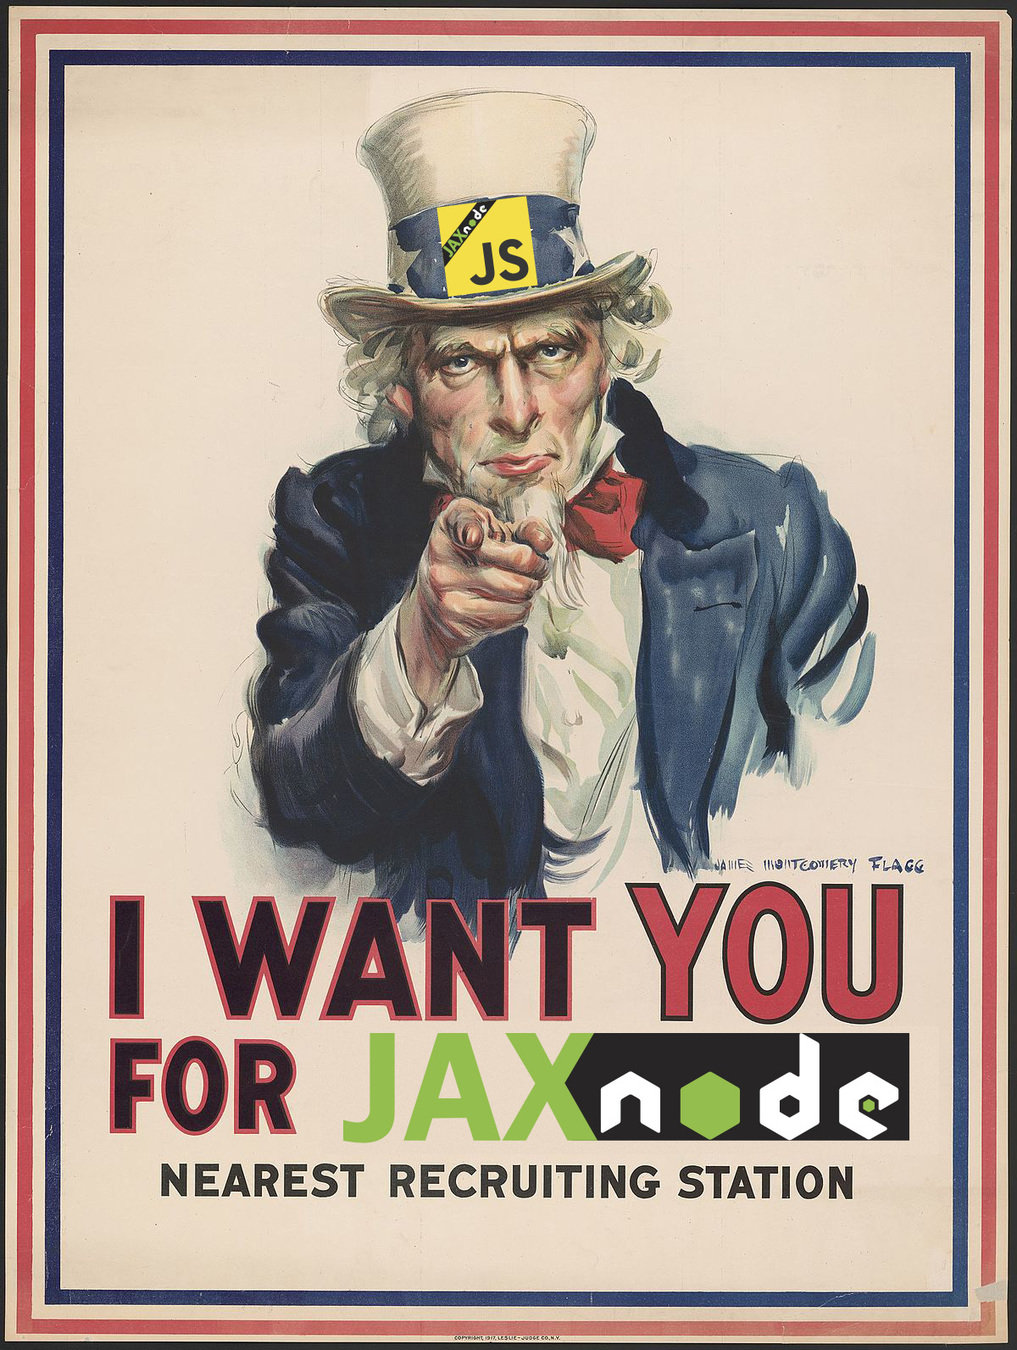 JAXnode
JS
JAMES MONTGOMERY FLAGG
I WANT YOU
FOR JAXnode
NEAREST RECRUITING STATION
COPYRIGHT, 1917, LESLIE-JUDGE CO., N.Y.